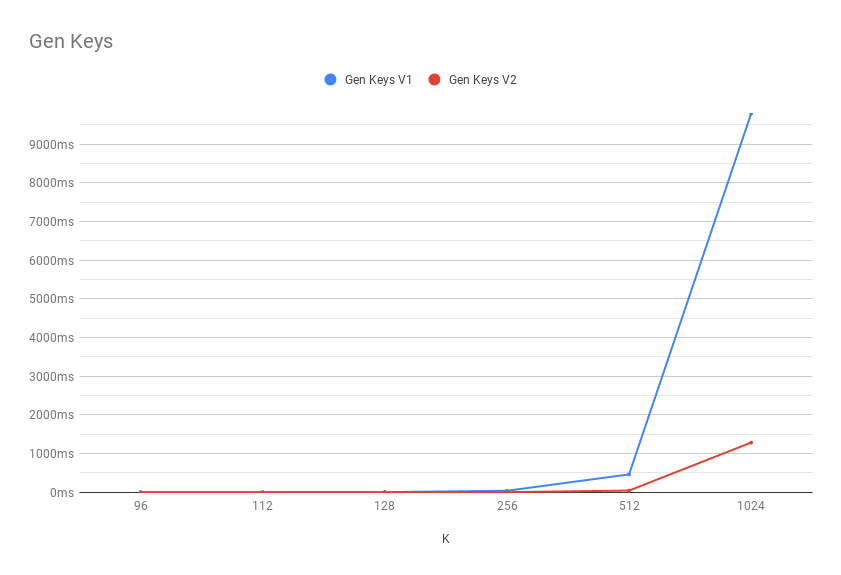 Gen Keys
Gen Keys V1 Gen Keys V2
9000ms
8000ms
7000ms
6000ms
5000ms
4000ms
3000ms
2000ms
1000ms
0ms
96 112 128 256 512 1024
K